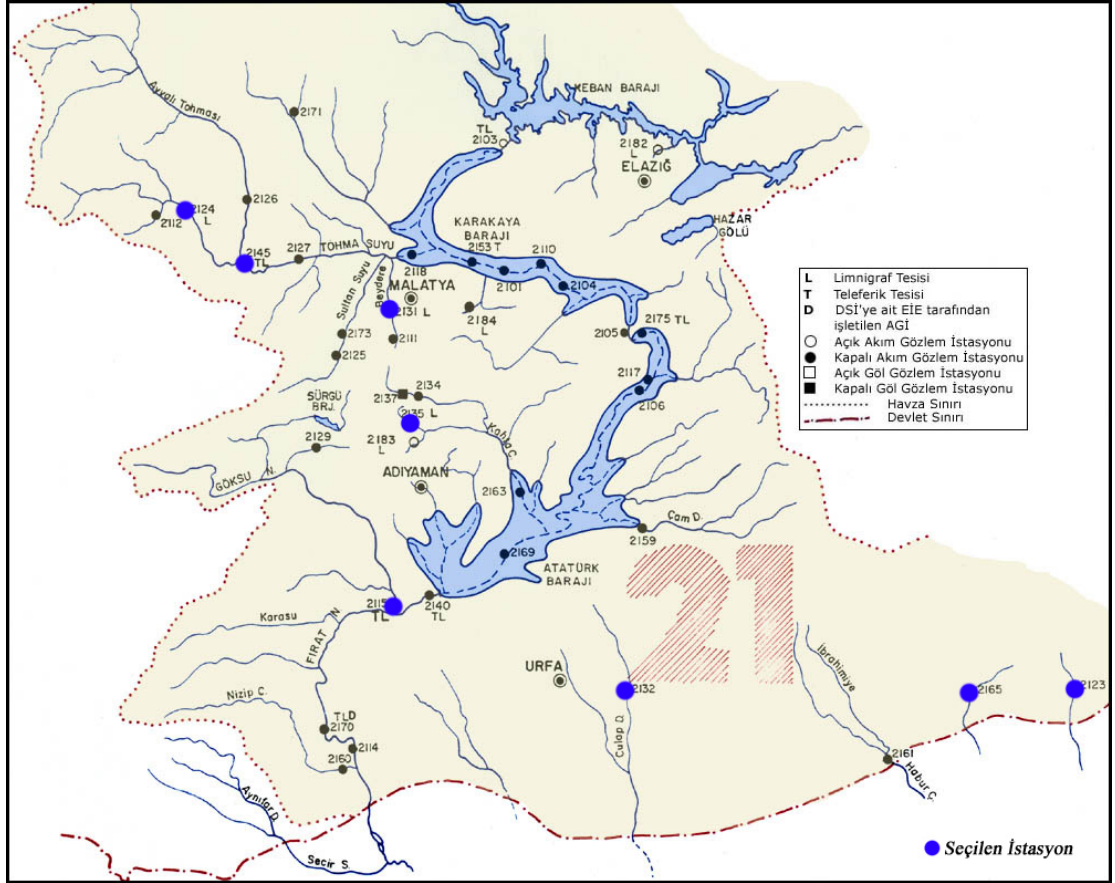 Ayvalı Tohması
2171
KEBAN BARAJI
TL
2103
2182
L
ELAZIĞ
2126
2124
L
2112
KARAKAYA
BARAJI
HAZAR
GÖLÜ
2145
TL
2127
TOHMA SUYU
2153 T
2110
2118
2101
2104
MALATYA
Sultan Suyu
Beydere
2131 L
2184
L
2173
2111
2125
2105
2175 TL
2117
2106
L Limnigraf Tesisi
T Teleferik Tesisi
D DSİ'ye ait EİE tarafından
işletilen AGİ
Açık Akım Gözlem İstasyonu
Kapalı Akım Gözlem İstasyonu
Açık Göl Gözlem İstasyonu
Kapalı Göl Gözlem İstasyonu
Havza Sınırı
Devlet Sınırı
2134
2137
SÜRGÜ
BRJ.
2135 L
2183
L
Kahta Ç.
2129
GÖKSU N.
ADIYAMAN
2163
Çam D.
2159
2169
ATATÜRK
BARAJI
21
2115
TL
2140
TL
Karasu
FIRAT N
URFA
İbrahimiye
2132
2165
2123
Nizip Ç.
Culap D.
TLD
2170
2114
2160
2161
Habur Ç.
Aynıfar D.
Secir S.
Seçilen İstasyon